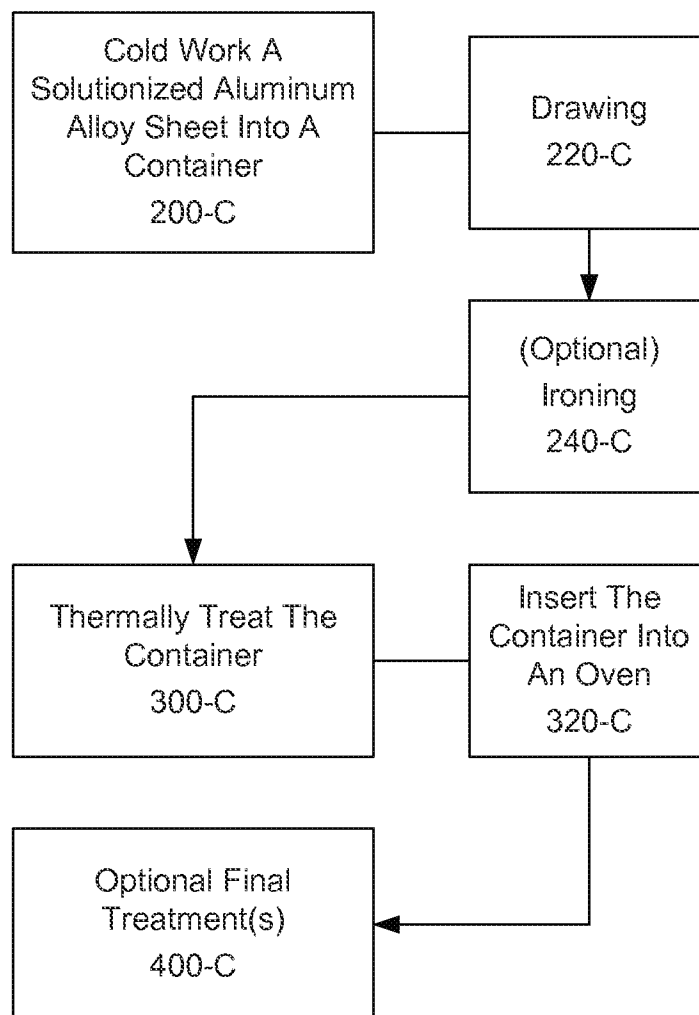 Cold Work A
Solutionized Aluminum
Alloy Sheet Into A
Container
200-C
Drawing
220-C
(Optional)
Ironing
240-C
Thermally Treat The
Container
300-C
Insert The
Container Into
An Oven
320-C
Optional Final
Treatment(s)
400-C